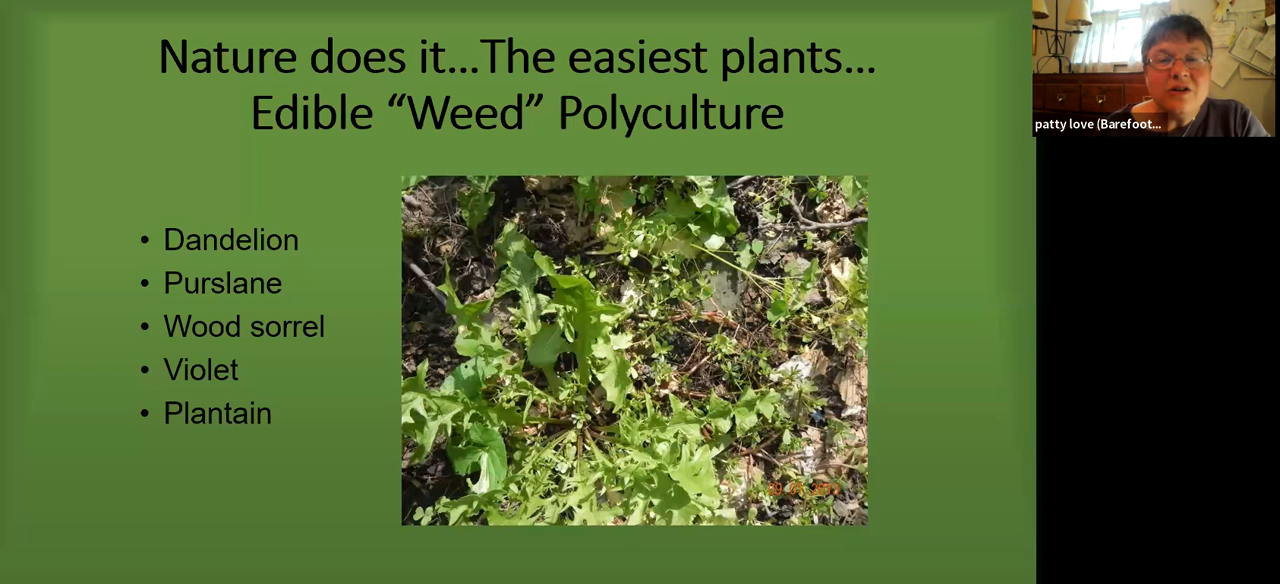 Nature does it...The easiest plants...
Edible “Weed” Polyculture
patty love (Barefoot...
• Dandelion
• Purslane
• Wood sorrel
• Violet
• Plantain